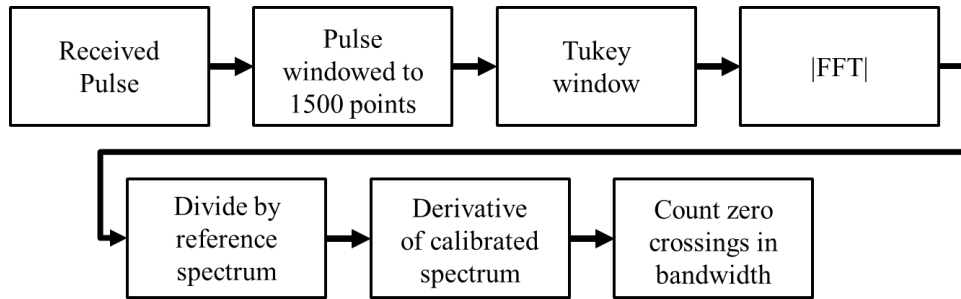 Received
Pulse
Pulse
windowed to
1500 points
Tukey
window
|FFT|
Divide by
reference
spectrum
Derivative
of calibrated
spectrum
Count zero
crossings in
bandwidth